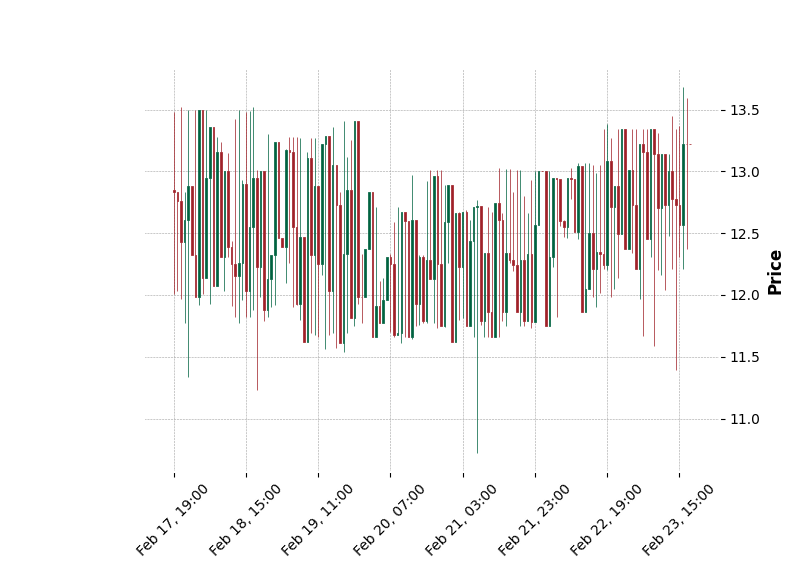 13.5
13.0
12.5
12.0
11.5
11.0
Price
Feb 17, 19:00
Feb 18, 15:00
Feb 19, 11:00
Feb 20, 07:00
Feb 21, 03:00
Feb 21, 23:00
Feb 22, 19:00
Feb 23, 15:00